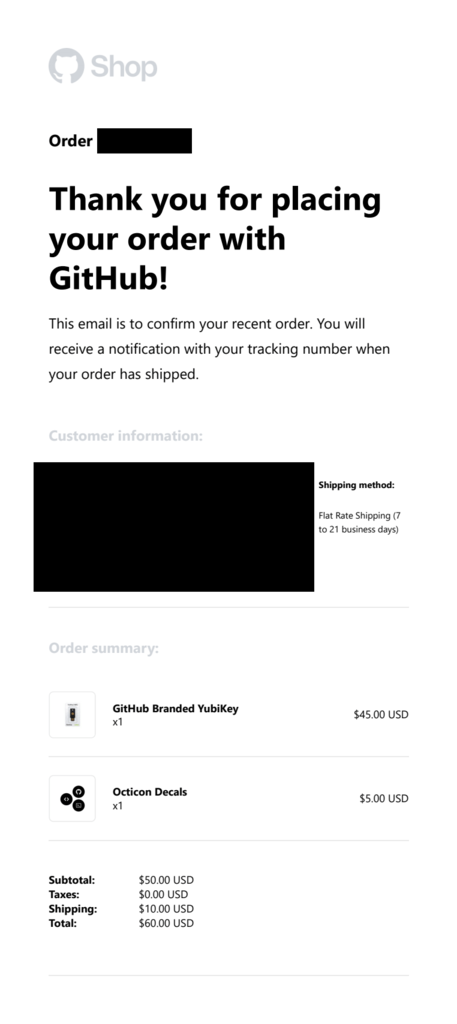 Shop
Order
Thank you for placing
your order with
GitHub!
This email is to confirm your recent order. You will
receive a notification with your tracking number when
your order has shipped.
Customer information:
Shipping method:
Flat Rate Shipping (7
to 21 business days)
Order summary:
GitHub Branded YubiKey
x1
$45.00 USD
Octicon Decals
x1
$5.00 USD
Subtotal: $50.00 USD
Taxes: $0.00 USD
Shipping: $10.00 USD
Total: $60.00 USD